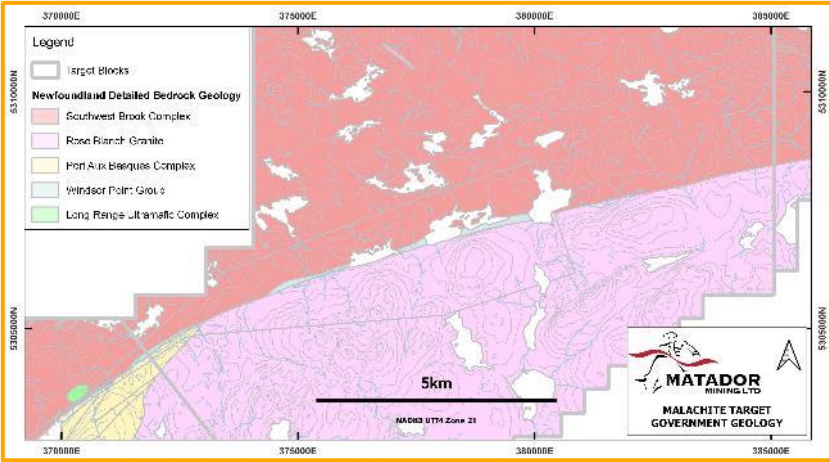 370000E 375000E 380000E 385000E
Legend
Target Blocks
Newfoundland Detailed Bedrock Geology
Southwest Brook Complex
Rose Blanch Granite
Port Aux Basques Complex
Windsor Point Group
Long Range Ultramafic Complex
5310000N
5310000N
5305000N
5305000N
5km
NAD83 UTM Zone 21
MATADOR
MINING LTD
MALACHITE TARGET
GOVERNMENT GEOLOGY
370000E 375000E 380000E 385000E